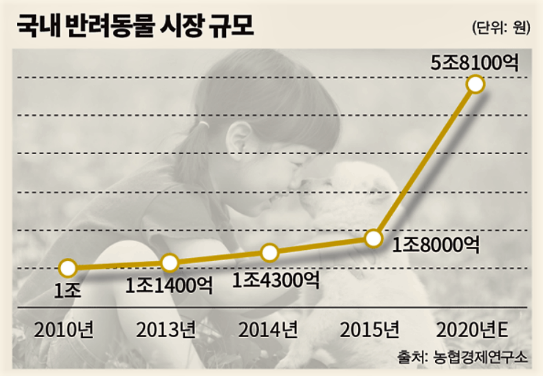 국내 반려동물 시장 규모
(단위: 원)
5조8100억
1조8000억
1조4300억
1조1400억
1조
2010년 2013년 2014년 2015년 2020년E
출처: 농협경제연구소